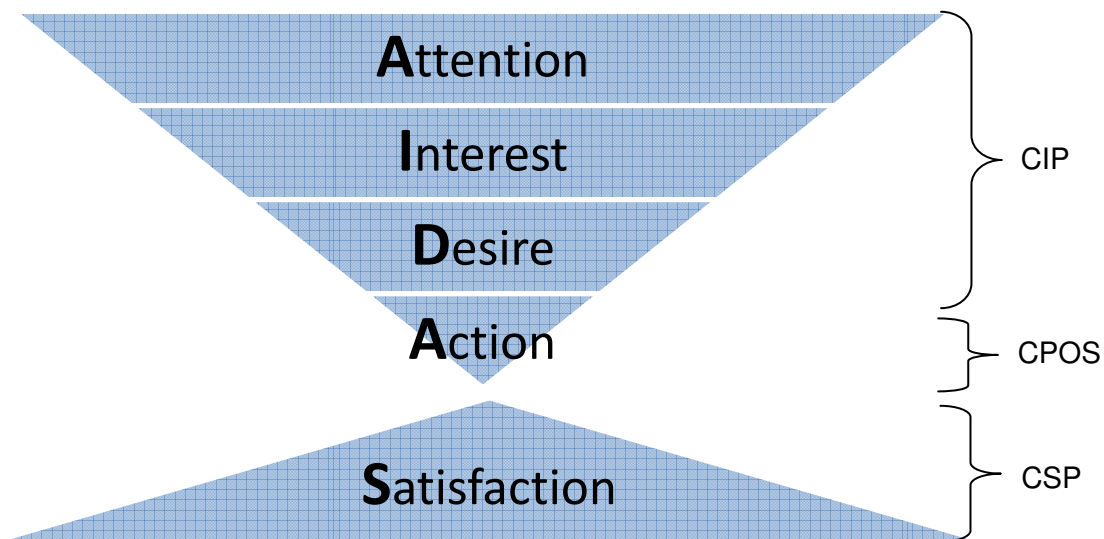 Attention
Interest
CIP
Desire
Action
CPOS
Satisfaction
CSP